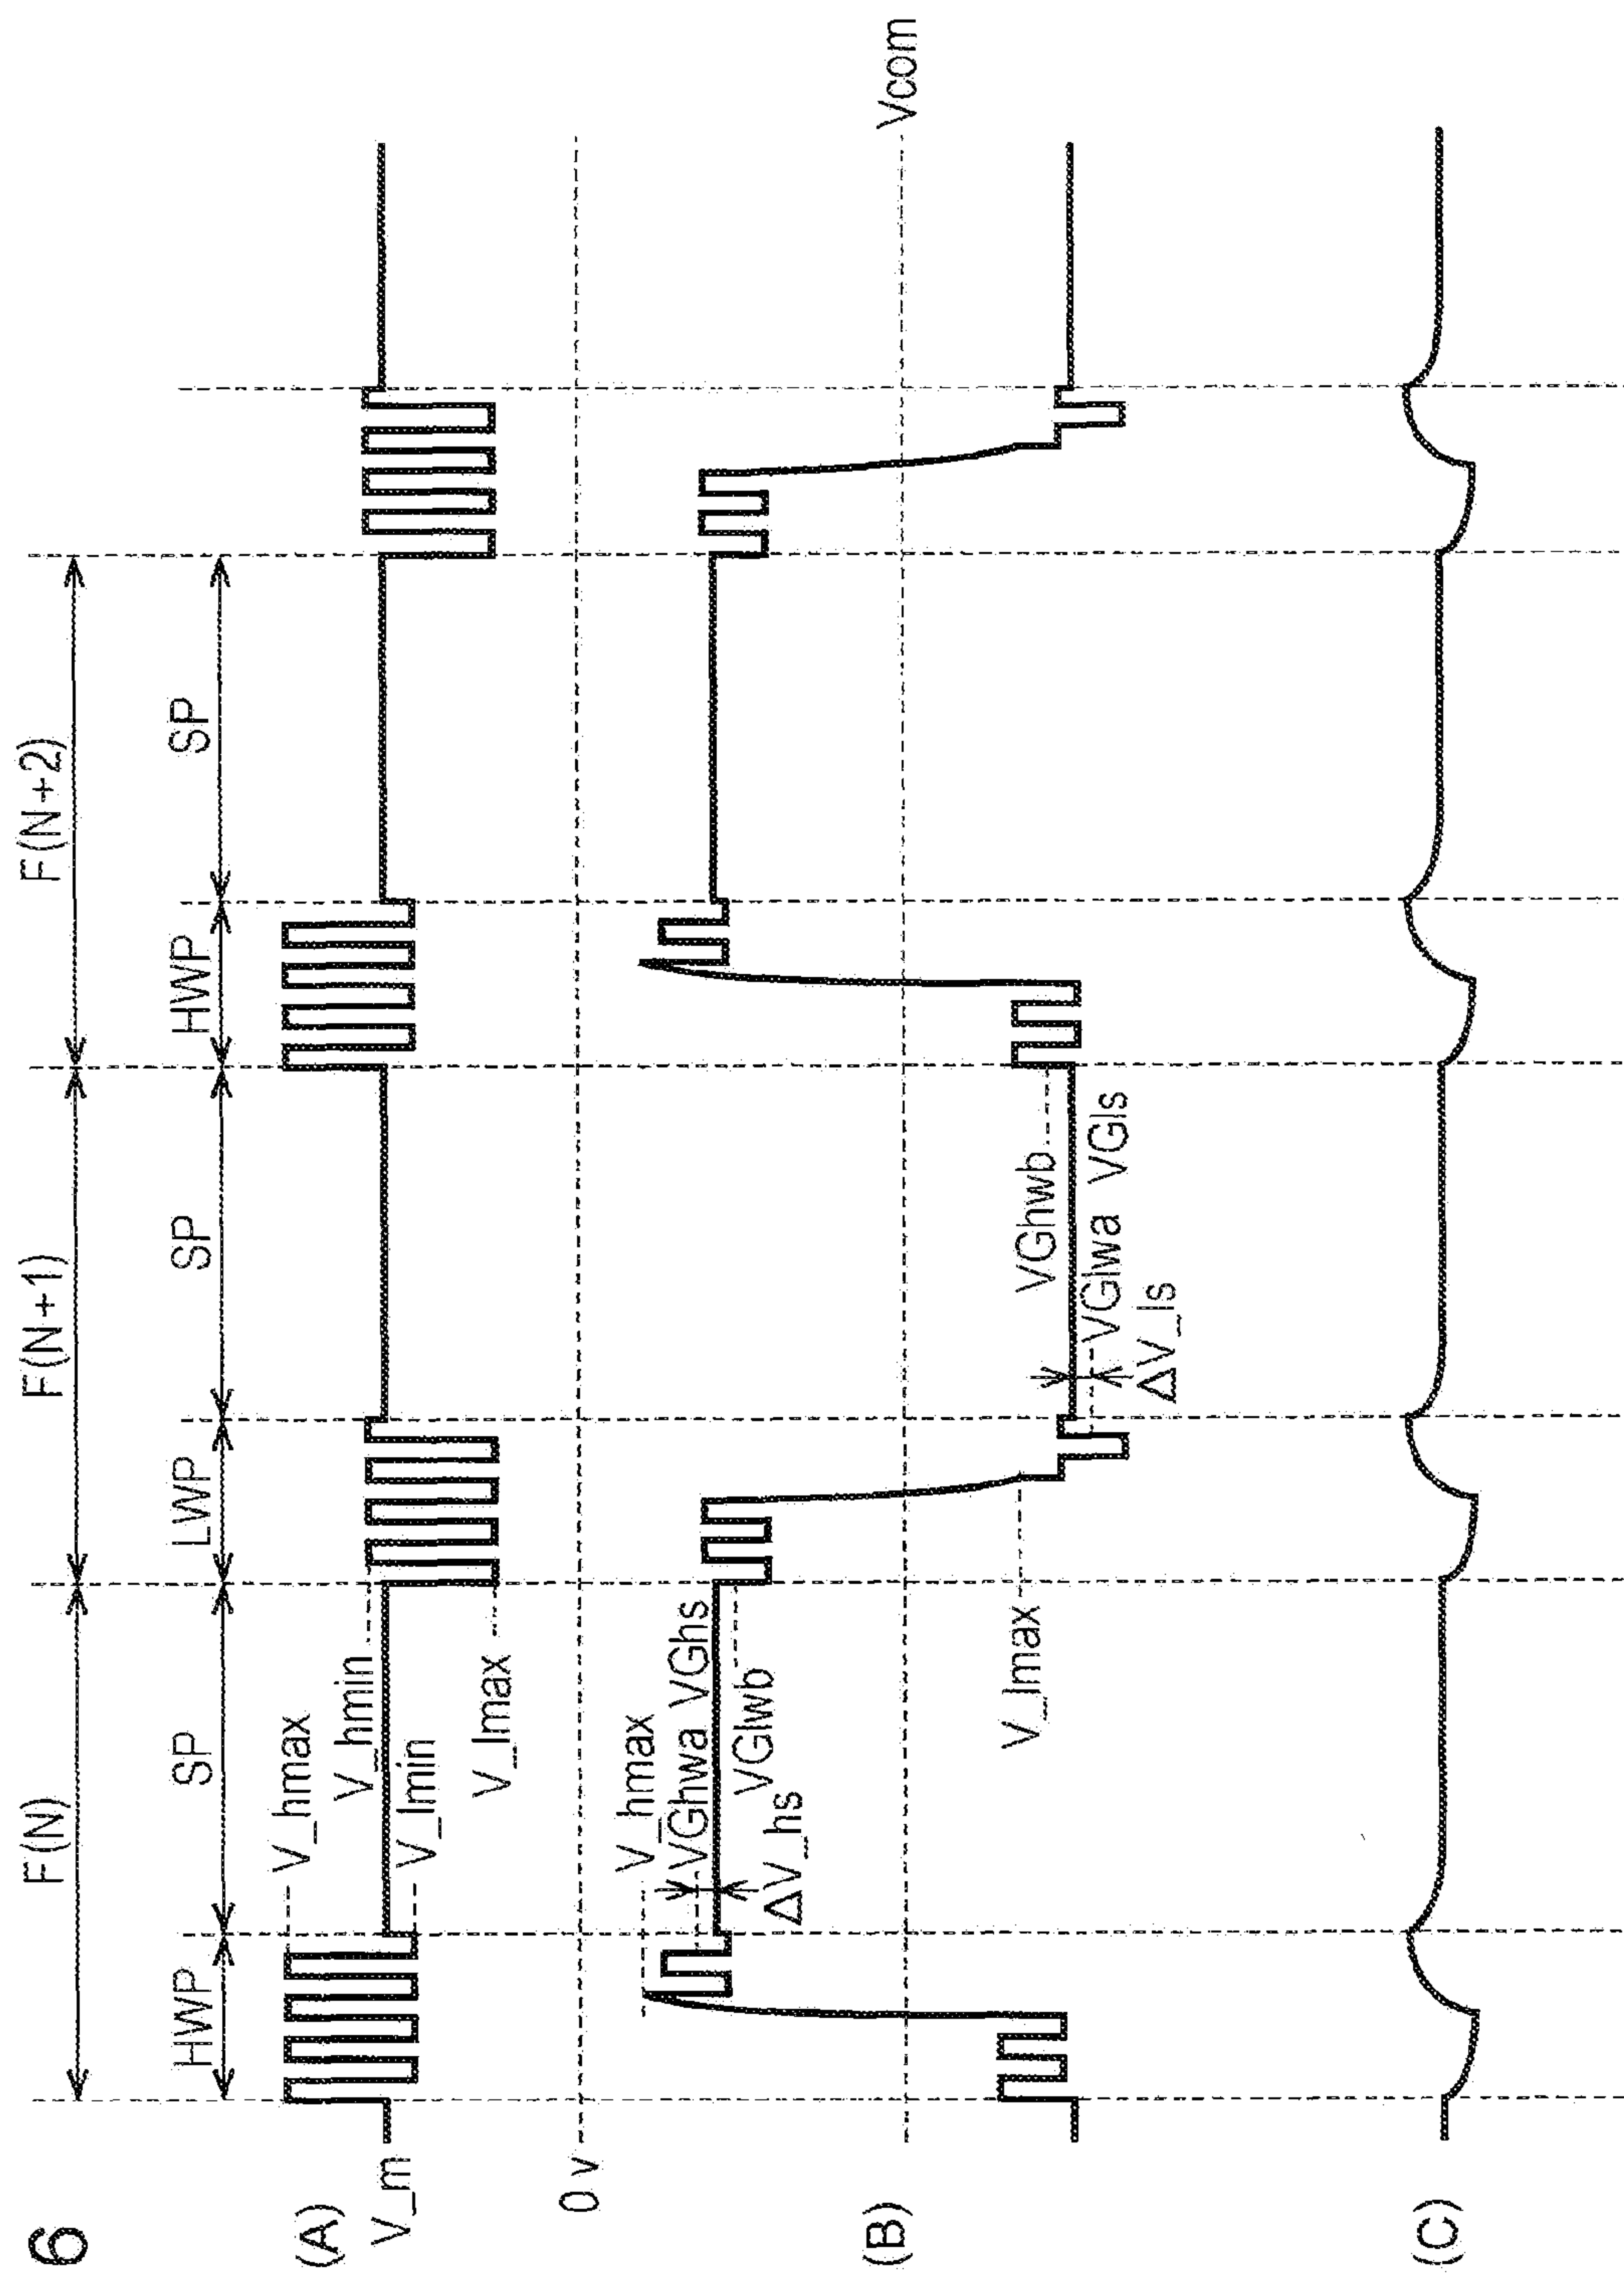 6
F(N)
F(N+1)
F(N+2)
HWP
SP
LWP
SP
HWP
SP
(A)
V_hmax
V_hmin
V_m
V_lmin
V_lmax
0 v
V_hmax
VGhwa VGhs
VGlwb
ΔV_hs
(B)
Vcom
V_lmax
VGhwb
VGlwa VGls
ΔV_ls
(C)